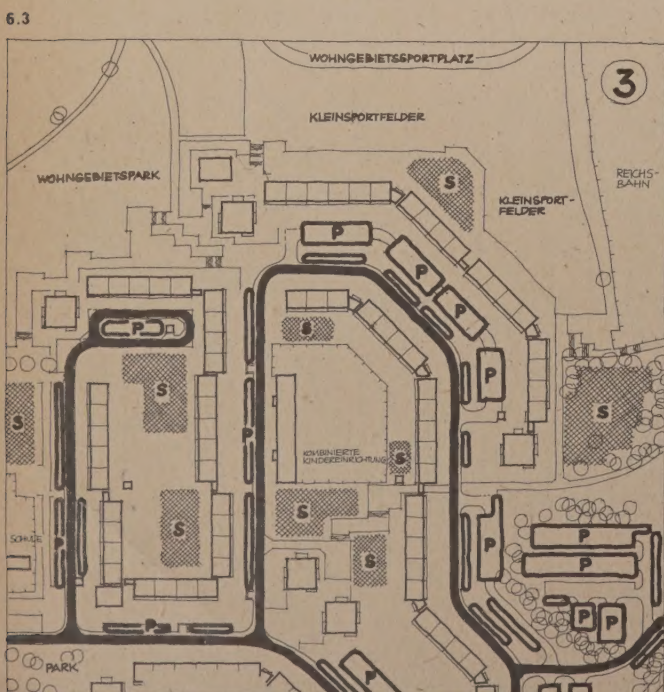 6.3
WOHNGEBIETSSPORTPLATZ
3
KLEINSPORTFELDER
WOHNGEBIETSPARK
S
REICHS-
BAHN
KLEINSPORT-
FELDER
P
P
P
P
S
P
S
S
S
P
KOMBINIERTE
KINDEREINRICHTUNG
S
S
S
SCHULE
P
S
P
P
P
P
P
P
PARK
P